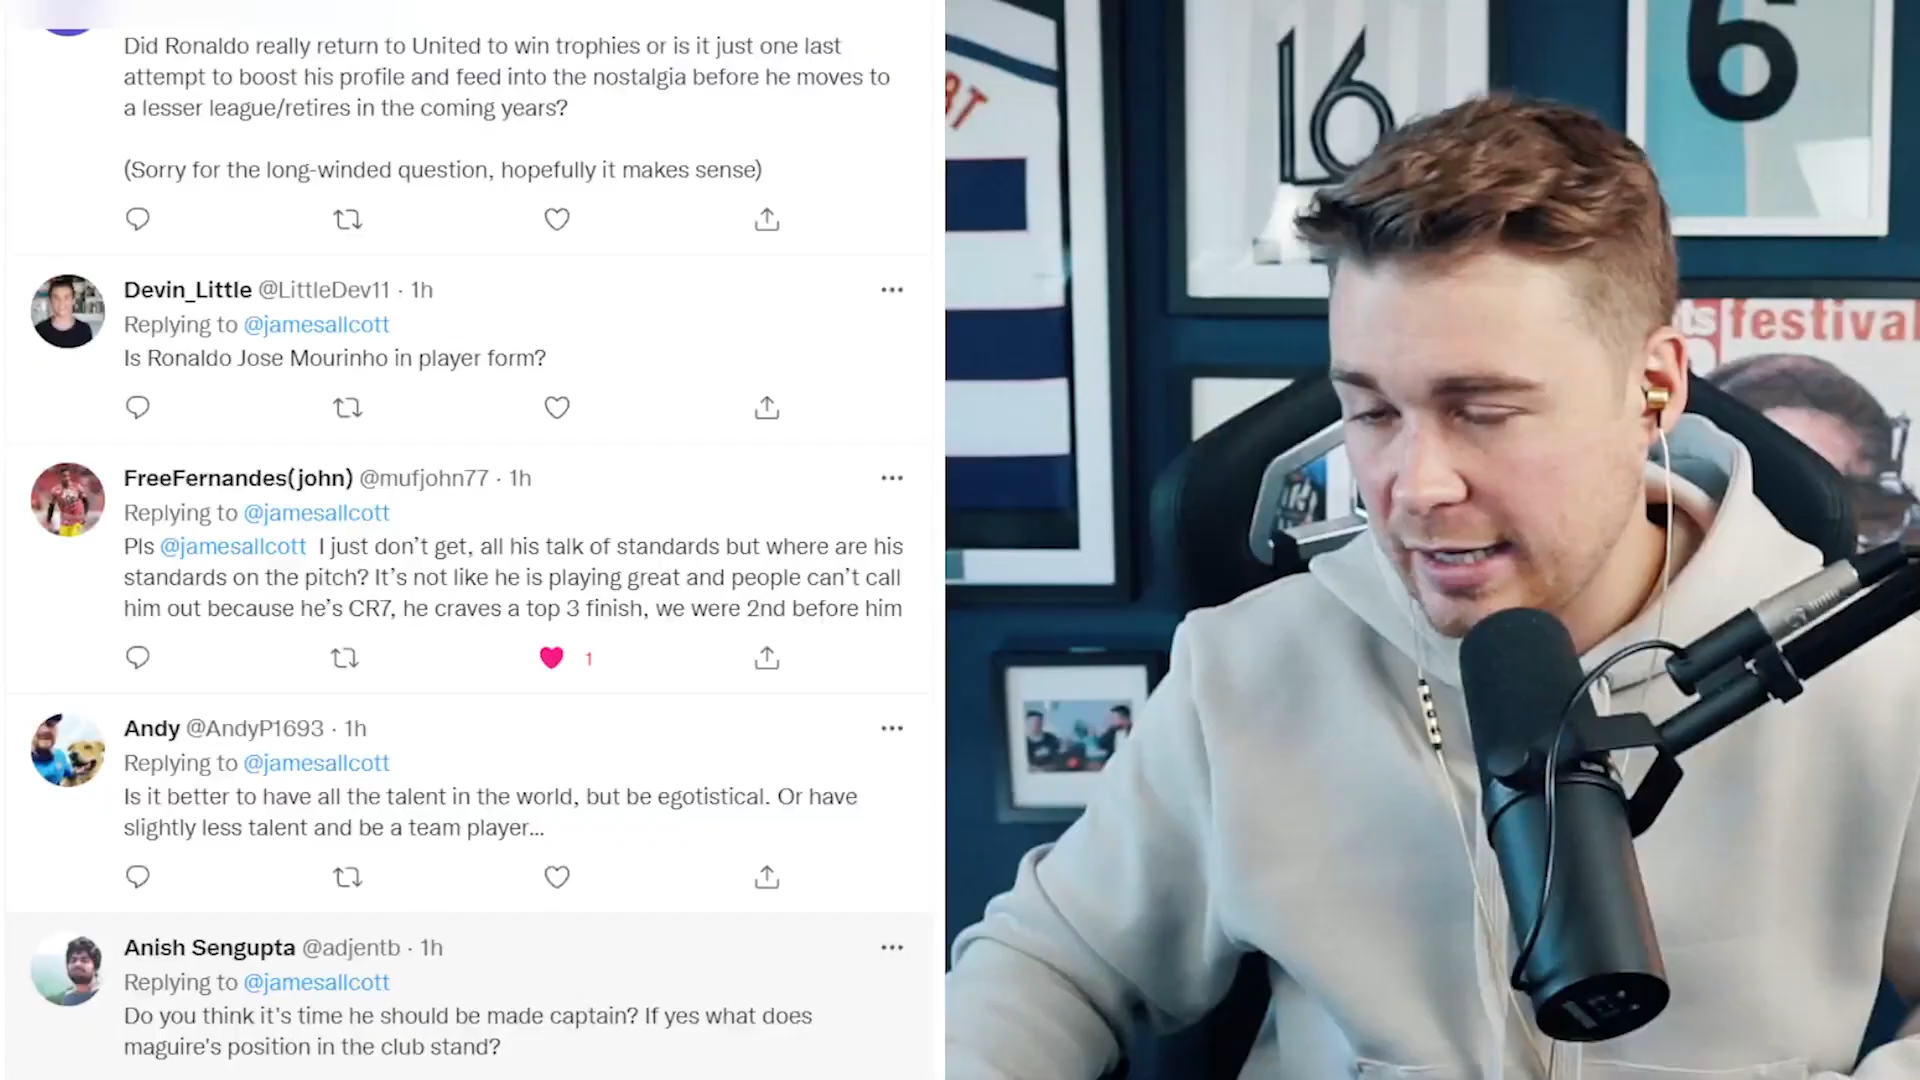 Did Ronaldo really return to United to win trophies or is it just one last
attempt to boost his profile and feed into the nostalgia before he moves to
a lesser league/retires in the coming years?
(Sorry for the long-winded question, hopefully it makes sense)
Devin_Little @LittleDev11 · 1h
Replying to @jamesallcott
Is Ronaldo Jose Mourinho in player form?
FreeFernandes(john) @mufjohn77 · 1h
Replying to @jamesallcott
Pls @jamesallcott I just don’t get, all his talk of standards but where are his
standards on the pitch? It’s not like he is playing great and people can’t call
him out because he’s CR7, he craves a top 3 finish, we were 2nd before him
1
Andy @AndyP1693 · 1h
Replying to @jamesallcott
Is it better to have all the talent in the world, but be egotistical. Or have
slightly less talent and be a team player...
Anish Sengupta @adjentb · 1h
Replying to @jamesallcott
Do you think it's time he should be made captain? If yes what does
maguire's position in the club stand?
16
6
festival